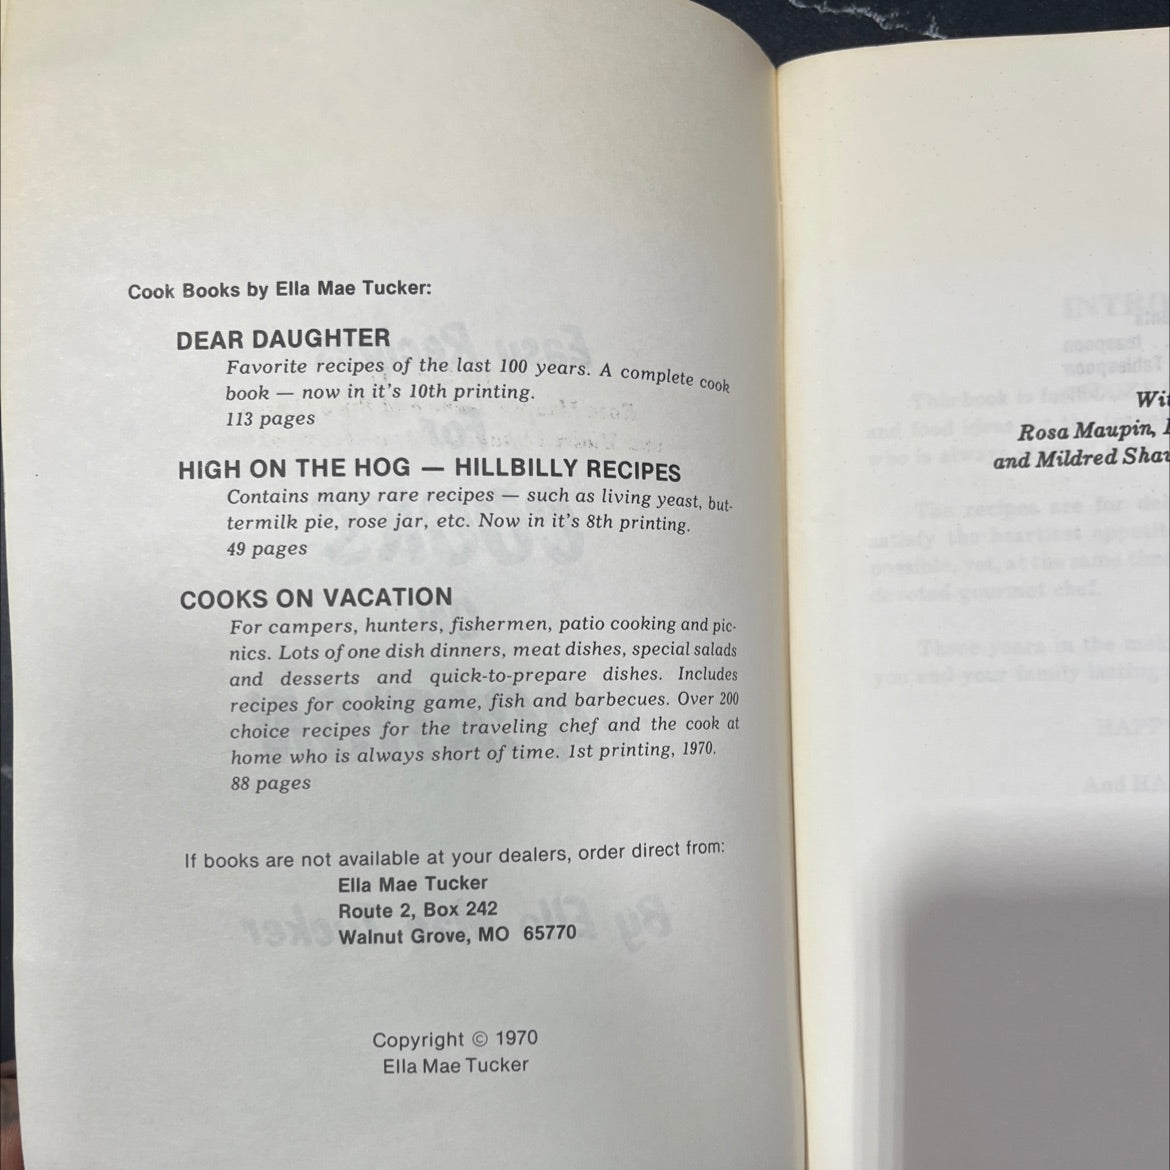 Cook Books by Ella Mae Tucker:
DEAR DAUGHTER
Favorite recipes of the last 100 years. A complete cook
book — now in it's 10th printing.
113 pages
HIGH ON THE HOG — HILLBILLY RECIPES
Contains many rare recipes — such as living yeast, but-
termilk pie, rose jar, etc. Now in it's 8th printing.
49 pages
COOKS ON VACATION
For campers, hunters, fishermen, patio cooking and pic-
nics. Lots of one dish dinners, meat dishes, special salads
and desserts and quick-to-prepare dishes. Includes
recipes for cooking game, fish and barbecues. Over 200
choice recipes for the traveling chef and the cook at
home who is always short of time. 1st printing, 1970.
88 pages
If books are not available at your dealers, order direct from:
Ella Mae Tucker
Route 2, Box 242
Walnut Grove, MO 65770
Copyright © 1970
Ella Mae Tucker
Rosa Maupin,
and Mildred